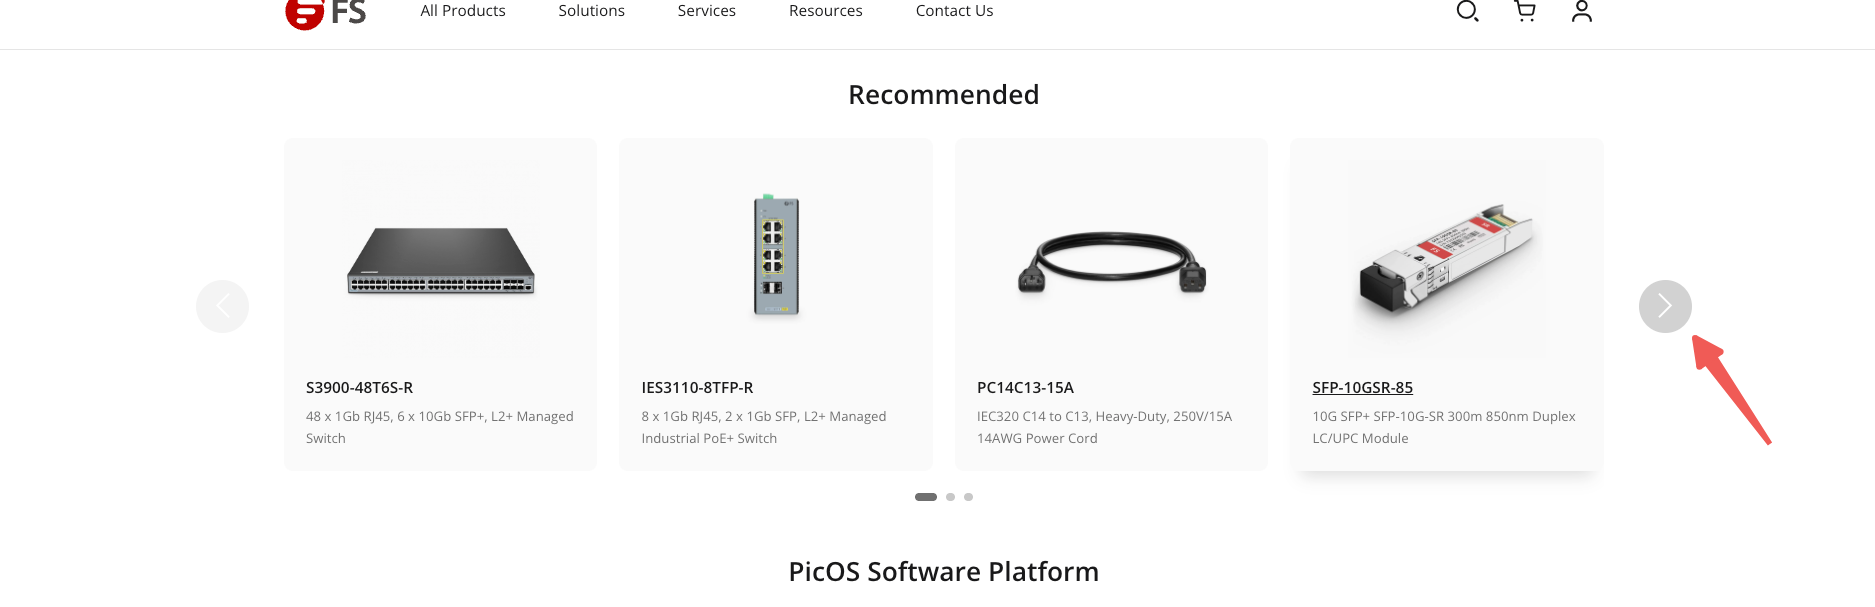 FS
All Products
Solutions
Services
Resources
Contact Us
Recommended
S3900-48T6S-R
48 x 1Gb RJ45, 6 x 10Gb SFP+, L2+ Managed
Switch
IES3110-8TFP-R
8 x 1Gb RJ45, 2 x 1Gb SFP, L2+ Managed
Industrial PoE+ Switch
PC14C13-15A
IEC320 C14 to C13, Heavy-Duty, 250V/15A
14AWG Power Cord
FS
SFP-10GSR-85
10G SFP+ SFP-10G-SR 300m 850nm Duplex
LC/UPC Module
PicOS Software Platform